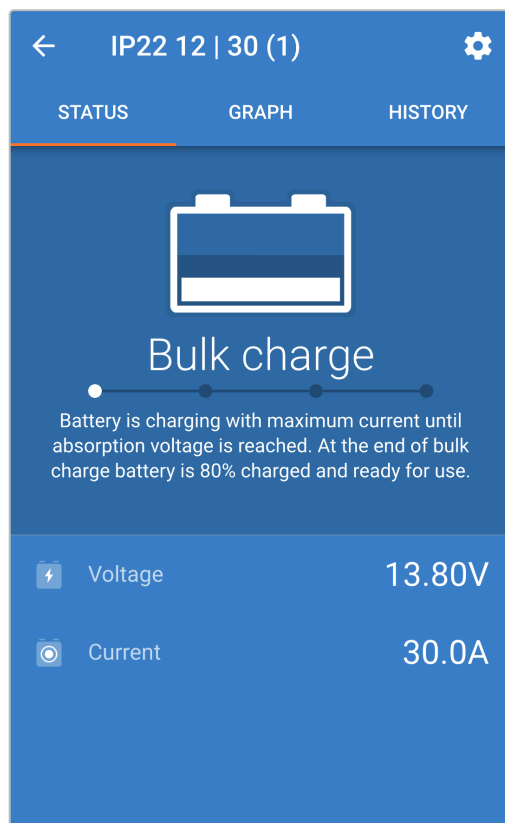 IP22 12 | 30 (1)
STATUS GRAPH HISTORY
Bulk charge
Battery is charging with maximum current until
absorption voltage is reached. At the end of bulk
charge battery is 80% charged and ready for use.
Voltage 13.80V
Current 30.0A